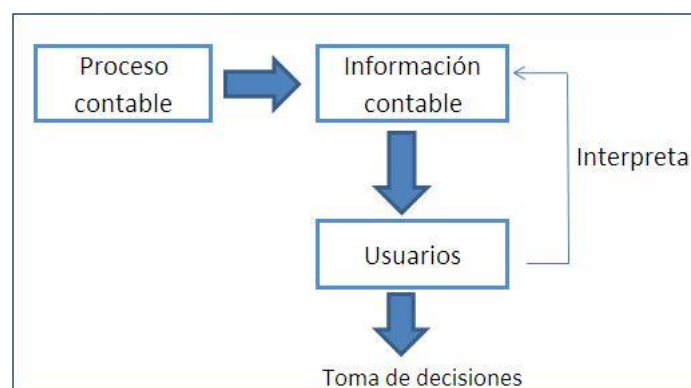 Proceso
contable
Información
contable
Interpreta
Usuarios
Toma de decisiones